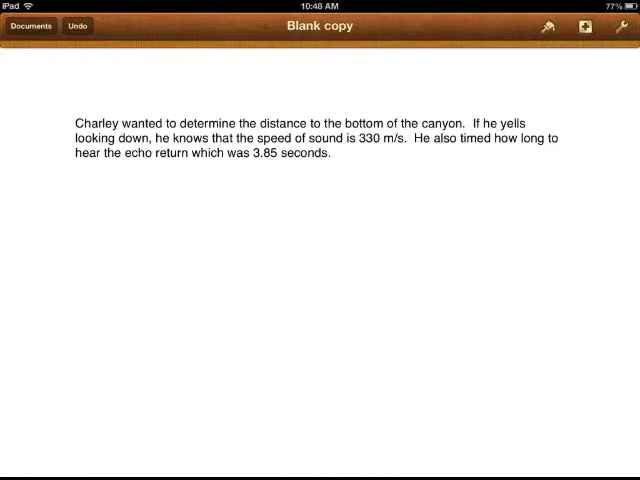 iPad
10:48 AM
77%
Documents
Undo
Blank copy
Charley wanted to determine the distance to the bottom of the canyon.  If he yells
looking down, he knows that the speed of sound is 330 m/s.  He also timed how long to
hear the echo return which was 3.85 seconds.